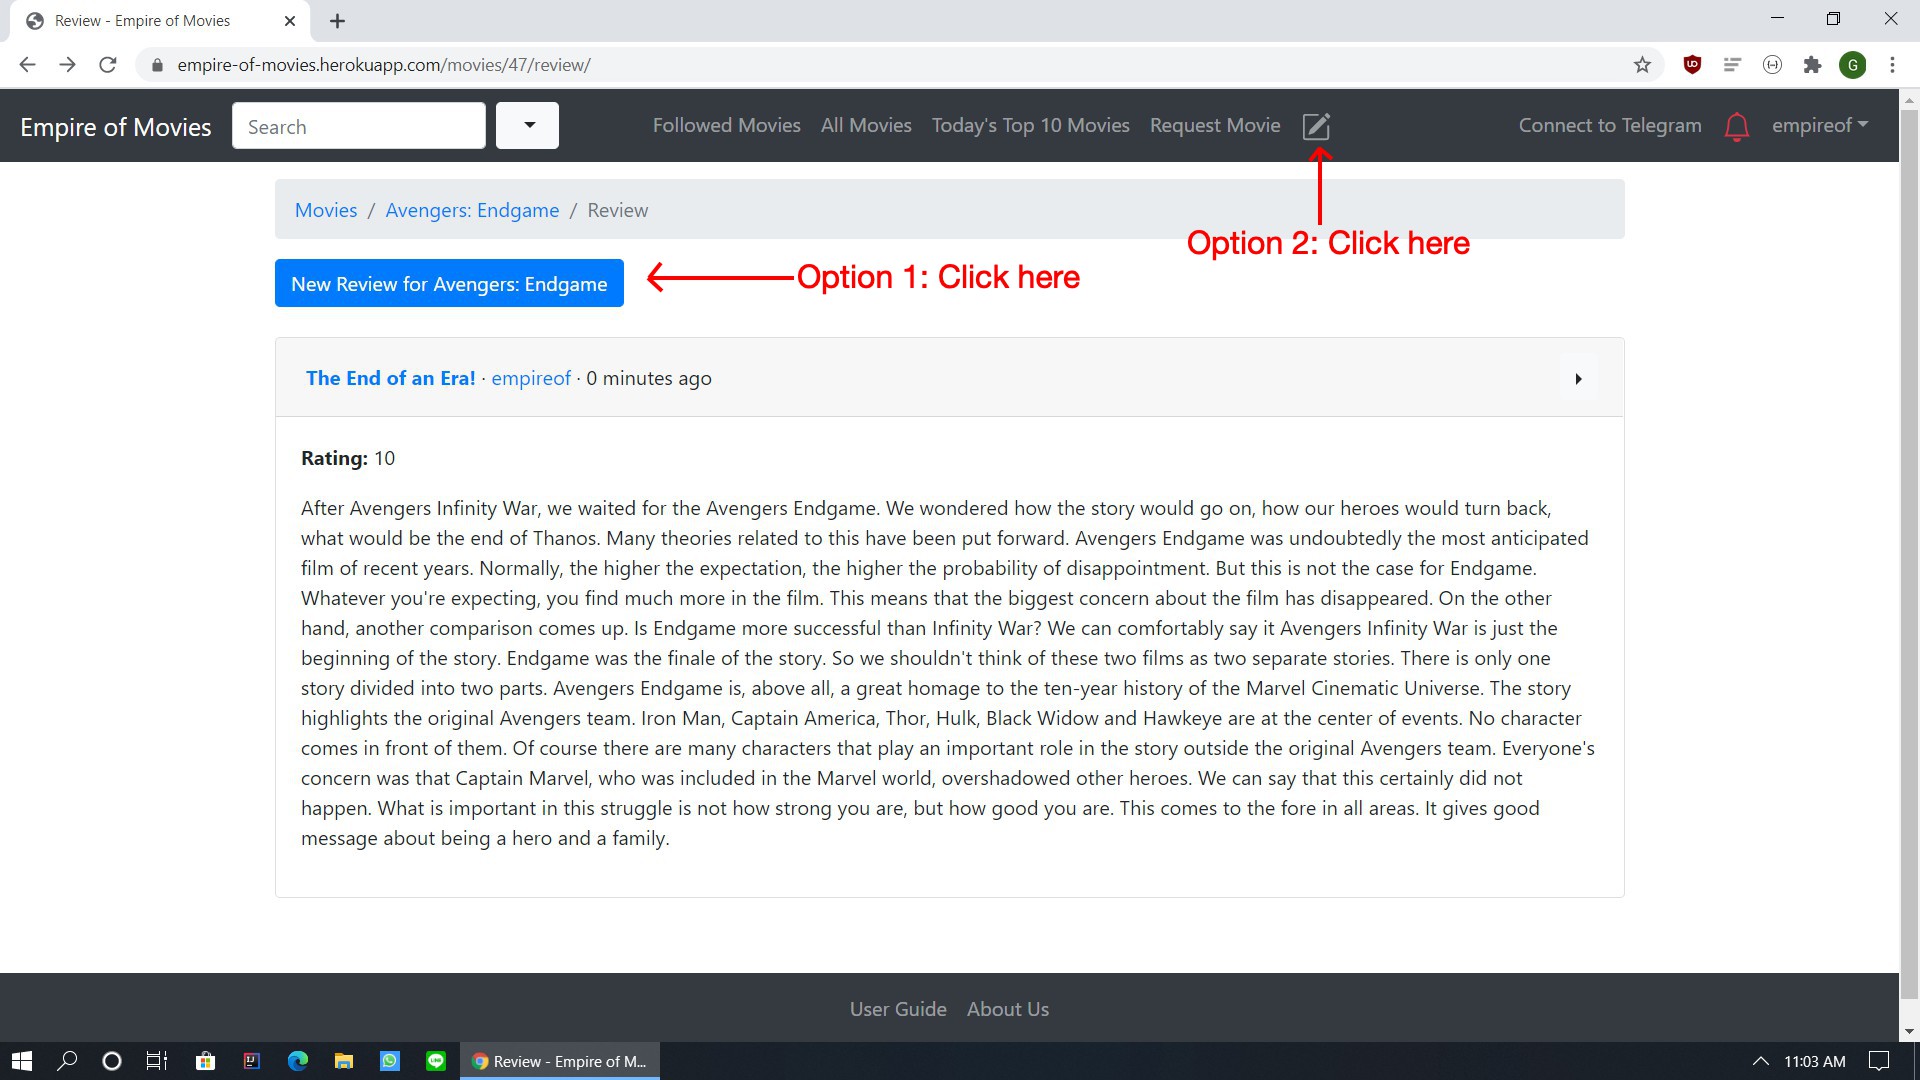 Review - Empire of Movies
empire-of-movies.herokuapp.com/movies/47/review/
G
Empire of Movies
Search
Followed Movies
All Movies
Today's Top 10 Movies
Request Movie
Connect to Telegram
empireof
Movies / Avengers: Endgame / Review
Option 2: Click here
New Review for Avengers: Endgame
Option 1: Click here
The End of an Era! · empireof · 0 minutes ago
Rating: 10
After Avengers Infinity War, we waited for the Avengers Endgame. We wondered how the story would go on, how our heroes would turn back,
what would be the end of Thanos. Many theories related to this have been put forward. Avengers Endgame was undoubtedly the most anticipated
film of recent years. Normally, the higher the expectation, the higher the probability of disappointment. But this is not the case for Endgame.
Whatever you're expecting, you find much more in the film. This means that the biggest concern about the film has disappeared. On the other
hand, another comparison comes up. Is Endgame more successful than Infinity War? We can comfortably say it Avengers Infinity War is just the
beginning of the story. Endgame was the finale of the story. So we shouldn't think of these two films as two separate stories. There is only one
story divided into two parts. Avengers Endgame is, above all, a great homage to the ten-year history of the Marvel Cinematic Universe. The story
highlights the original Avengers team. Iron Man, Captain America, Thor, Hulk, Black Widow and Hawkeye are at the center of events. No character
comes in front of them. Of course there are many characters that play an important role in the story outside the original Avengers team. Everyone's
concern was that Captain Marvel, who was included in the Marvel world, overshadowed other heroes. We can say that this certainly did not
happen. What is important in this struggle is not how strong you are, but how good you are. This comes to the fore in all areas. It gives good
message about being a hero and a family.
User Guide
About Us
Review - Empire of M...
11:03 AM